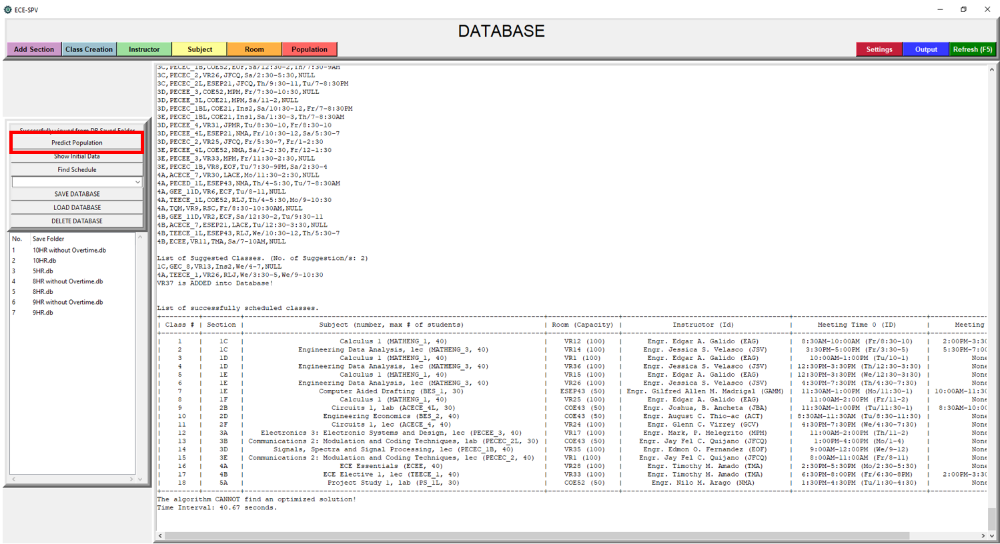 ECE-SPV
DATABASE
Add Section Class Creation Instructor Subject Room Population Settings Output Refresh (F5)
Successfully viewed from DB Saved Folder
Predict Population
Show Initial Data
Find Schedule
SAVE DATABASE
LOAD DATABASE
DELETE DATABASE
No. Save Folder
1 10HR without Overtime.db
2 10HR.db
3 5HR.db
4 8HR without Overtime.db
5 8HR.db
6 9HR without Overtime.db
7 9HR.db
3C,PECEC_1B,COE52,EOF,Sa/12:30-2,Th/7:30-9AM
3C,PECEC_2,VR26,JFCQ,Sa/2:30-5:30,NULL
3C,PECEC_2L,ESEP21,JFCQ,Th/9:30-11,Tu/7-8:30PM
3D,PECEE_3,COE52,MPM,Fr/7:30-10:30,NULL
3D,PECEE_3L,COE21,MPM,Sa/11-2,NULL
3D,PECEC_1BL,COE21,Ins2,Sa/10:30-12,Fr/7-8:30PM
3E,PECEC_1BL,COE21,Ins1,Sa/1:30-3,Th/7-8:30AM
3D,PECEE_4,VR31,JPMR,Tu/8:30-10,Fr/8:30-10
3D,PECEE_4L,ESEP21,NMA,Fr/10:30-12,Sa/5:30-7
3D,PECEC_2,VR25,JFCQ,Fr/5:30-7,Fr/1-2:30
3E,PECEE_4L,COE52,NMA,Sa/1-2:30,Fr/12-1:30
3E,PECEE_3,VR33,MPM,Fr/11:30-2:30,NULL
3E,PECEC_1B,VR8,EOF,Tu/7:30-9PM,Sa/2:30-4
4A,ACECE_7,VR30,LACE,Mo/11:30-2:30,NULL
4A,PECED_1L,ESEP43,NMA,Th/4-5:30,Tu/7-8:30AM
4A,GEE_11D,VR6,ECF,Tu/8-11,NULL
4A,TEECE_1L,COE52,RLJ,Th/4-5:30,Mo/9-10:30
4A,TQM,VR9,RSC,Fr/8:30-10:30AM,NULL
4B,GEE_11D,VR2,ECF,Sa/12:30-2,Tu/9:30-11
4B,ACECE_7,ESEP21,LACE,Tu/12:30-3:30,NULL
4B,TEECE_1L,ESEP43,RLJ,We/10:30-12,Th/5:30-7
4B,ECEE,VR11,TMA,Sa/7-10AM,NULL
List of Suggested Classes. (No. of Suggestion/s: 2)
1C,GEC_8,VR13,Ins2,We/4-7,NULL
4A,TEECE_1,VR26,RLJ,We/3:30-5,We/9-10:30
VR37 is ADDED into Database!
List of successfully scheduled classes.
| Class # | Section | Subject (number, max # of students) | Room (Capacity) | Instructor (Id) | Meeting Time 0 (ID) | Meeting
| 1 | 1C | Calculus 1 (MATHENG_1, 40) | VR12 (100) | Engr. Edgar A. Galido (EAG) | 8:30AM-10:00AM (Fr/8:30-10) | 2:00PM-3:30
| 2 | 1C | Engineering Data Analysis, lec (MATHENG_3, 40) | VR14 (100) | Engr. Jessica S. Velasco (JSV) | 3:30PM-5:00PM (Fr/3:30-5) | 5:30PM-7:00
| 3 | 1D | Calculus 1 (MATHENG_1, 40) | VR1 (100) | Engr. Edgar A. Galido (EAG) | 10:00AM-1:00PM (Tu/10-1) | None
| 4 | 1D | Engineering Data Analysis, lec (MATHENG_3, 40) | VR36 (100) | Engr. Jessica S. Velasco (JSV) | 12:30PM-3:30PM (Th/12:30-3:30) | None
| 5 | 1E | Calculus 1 (MATHENG_1, 40) | VR15 (100) | Engr. Edgar A. Galido (EAG) | 12:30PM-3:30PM (We/12:30-3:30) | None
| 6 | 1E | Engineering Data Analysis, lec (MATHENG_3, 40) | VR26 (100) | Engr. Jessica S. Velasco (JSV) | 4:30PM-7:30PM (Th/4:30-7:30) | None
| 7 | 1E | Computer Aided Drafting (BES_1, 30) | ESEP43 (50) | Engr. Gilfred Allen M. Madrigal (GAMM) | 11:30AM-1:00PM (Mo/11:30-1) | 10:00AM-11:30
| 8 | 1F | Calculus 1 (MATHENG_1, 40) | VR25 (100) | Engr. Edgar A. Galido (EAG) | 11:00AM-2:00PM (Fr/11-2) | None
| 9 | 2B | Circuits 1, lab (ACECE_4L, 30) | COE43 (50) | Engr. Joshua, B. Ancheta (JBA) | 11:30AM-1:00PM (Tu/11:30-1) | 8:30AM-10:00
| 10 | 2D | Engineering Economics (BES_2, 40) | COE43 (50) | Engr. August C. Thio-ac (ACT) | 8:30AM-11:30AM (Tu/8:30-11:30) | None
| 11 | 2F | Circuits 1, lec (ACECE_4, 40) | VR24 (100) | Engr. Glenn C. Virrey (GCV) | 4:30PM-7:30PM (We/4:30-7:30) | None
| 12 | 3A | Electronics 3: Electronic Systems and Design, lec (PECEE_3, 40) | VR17 (100) | Engr. Mark, P. Melegrito (MPM) | 11:00AM-2:00PM (Th/11-2) | None
| 13 | 3B | Communications 2: Modulation and Coding Techniques, lab (PECEC_2L, 30) | COE43 (50) | Engr. Jay Fel C. Quijano (JFCQ) | 1:00PM-4:00PM (Mo/1-4) | None
| 14 | 3D | Signals, Spectra and Signal Processing, lec (PECEC_1B, 40) | VR35 (100) | Engr. Edmon O. Fernandez (EOF) | 9:00AM-12:00PM (We/9-12) | None
| 15 | 3E | Communications 2: Modulation and Coding Techniques, lec (PECEC_2, 40) | VR1 (100) | Engr. Jay Fel C. Quijano (JFCQ) | 8:00AM-11:00AM (Fr/8-11) | None
| 16 | 4A | ECE Essentials (ECEE, 40) | VR28 (100) | Engr. Timothy M. Amado (TMA) | 2:30PM-5:30PM (Mo/2:30-5:30) | None
| 17 | 4B | ECE Elective 1, lec (TEECE_1, 40) | VR33 (100) | Engr. Timothy M. Amado (TMA) | 6:30PM-8:00PM (Fr/6:30-8PM) | 2:00PM-3:30
| 18 | 5A | Project Study 1, lab (PS_1L, 30) | COE52 (50) | Engr. Nilo M. Arago (NMA) | 1:30PM-4:30PM (Tu/1:30-4:30) | None
The algorithm CANNOT find an optimized solution!
Time Interval: 40.67 seconds.